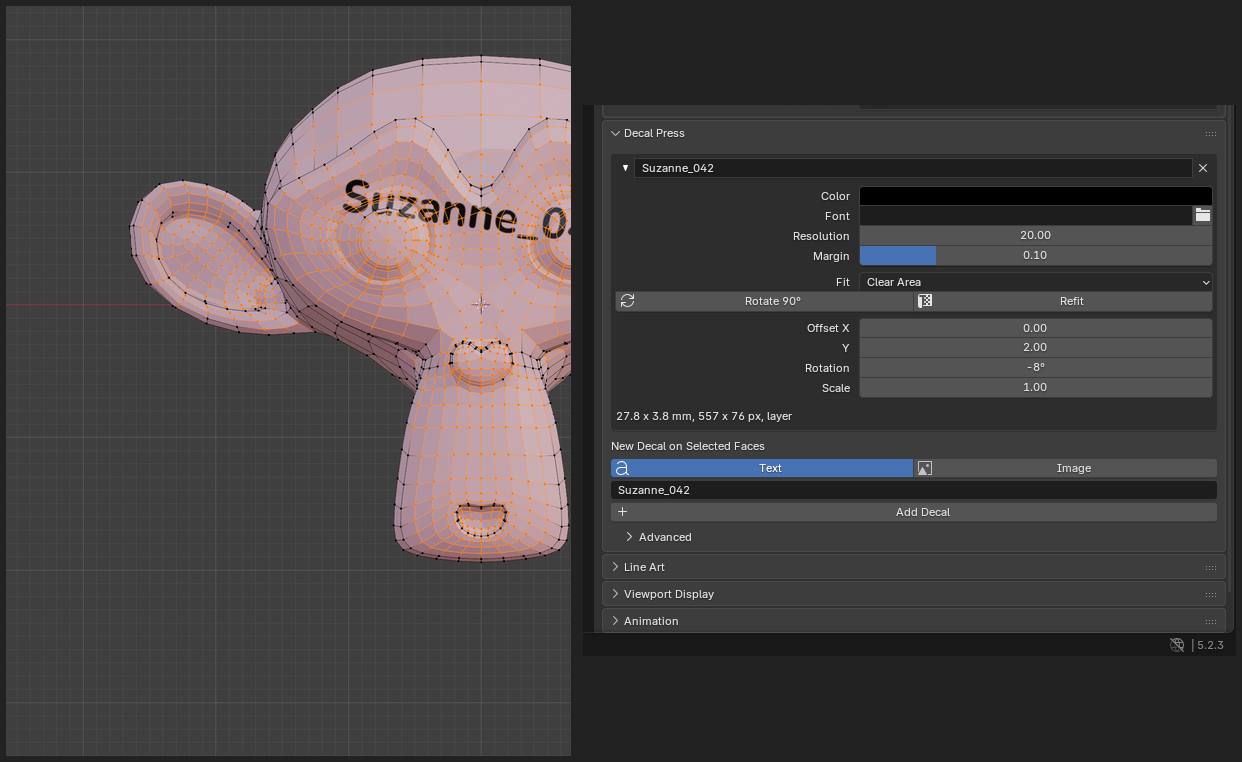 Suzanne_04
Decal Press
Suzanne_042
Color
Font
Resolution 20.00
Margin 0.10
Fit Clear Area
Rotate 90° Refit
Offset X 0.00
Y 2.00
Rotation -8°
Scale 1.00
27.8 x 3.8 mm, 557 x 76 px, layer
New Decal on Selected Faces
Text Image
Suzanne_042
Add Decal
Advanced
Line Art
Viewport Display
Animation
5.2.3